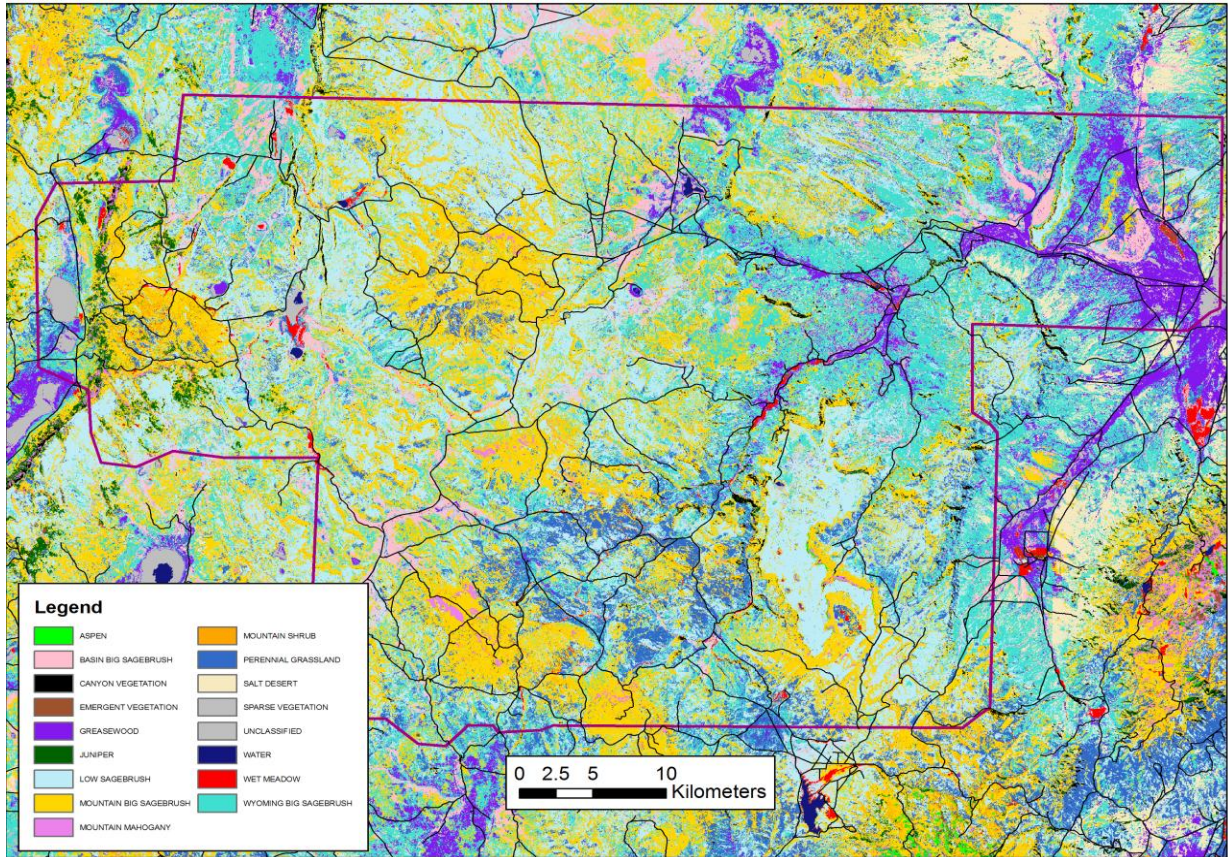 Legend
ASPEN
BASIN BIG SAGEBRUSH
CANYON VEGETATION
EMERGENT VEGETATION
GREASEWOOD
JUNIPER
LOW SAGEBRUSH
MOUNTAIN BIG SAGEBRUSH
MOUNTAIN MAHOGANY
MOUNTAIN SHRUB
PERENNIAL GRASSLAND
SALT DESERT
SPARSE VEGETATION
UNCLASSIFIED
WATER
WET MEADOW
WYOMING BIG SAGEBRUSH
0 2.5 5 10
Kilometers